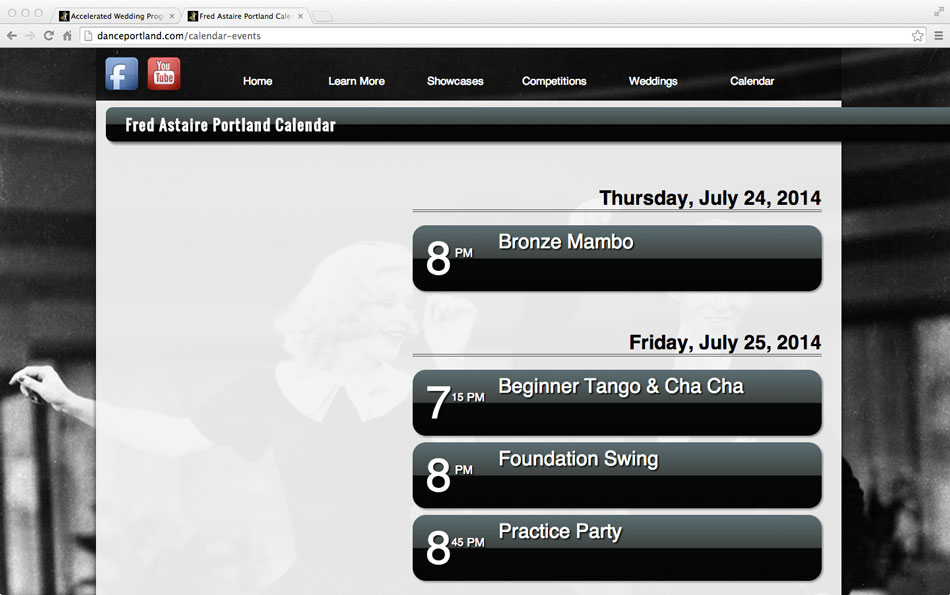 Accelerated Wedding Prog
Fred Astaire Portland Cale
danceportland.com/calendar-events
f
You
Tube
Home
Learn More
Showcases
Competitions
Weddings
Calendar
Fred Astaire Portland Calendar
Thursday, July 24, 2014
8 PM
Bronze Mambo
Friday, July 25, 2014
7 15 PM
Beginner Tango & Cha Cha
8 PM
Foundation Swing
8 45 PM
Practice Party